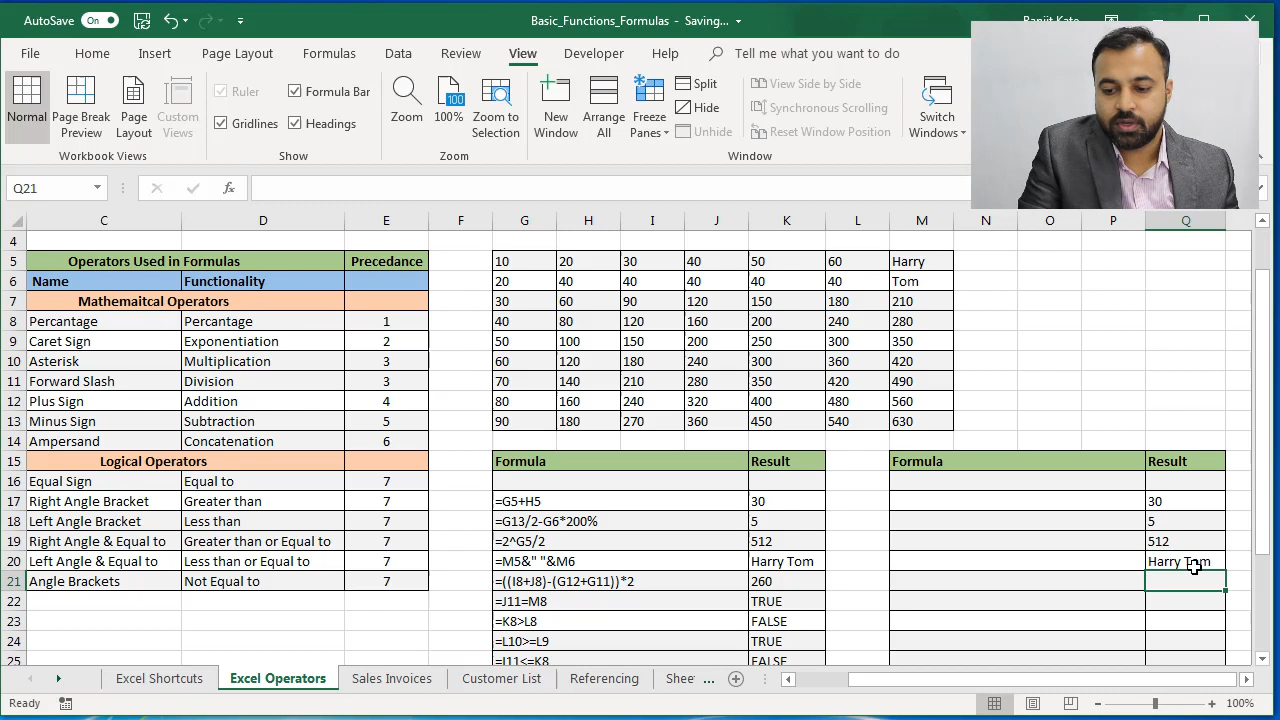 AutoSave On Basic_Functions_Formulas - Saving...
File Home Insert Page Layout Formulas Data Review View Developer Help Tell me what you want to do
Normal Page Break Preview Page Layout Custom Views
Workbook Views
Ruler Formula Bar
Gridlines Headings
Show
Zoom 100% Zoom to Selection
Zoom
New Window Arrange All Freeze Panes Split Hide Unhide
View Side by Side
Synchronous Scrolling
Reset Window Position
Switch Windows
Window
Q21 fx
C D E F G H I J K L M N O P Q
4
5 Operators Used in Formulas Precedance 10 20 30 40 50 60 Harry
6 Name Functionality 20 40 40 40 40 40 Tom
7 Mathemaitcal Operators 30 60 90 120 150 180 210
8 Percentage Percentage 1 40 80 120 160 200 240 280
9 Caret Sign Exponentiation 2 50 100 150 200 250 300 350
10 Asterisk Multiplication 3 60 120 180 240 300 360 420
11 Forward Slash Division 3 70 140 210 280 350 420 490
12 Plus Sign Addition 4 80 160 240 320 400 480 560
13 Minus Sign Subtraction 5 90 180 270 360 450 540 630
14 Ampersand Concatenation 6
15 Logical Operators Formula Result Formula Result
16 Equal Sign Equal to 7
17 Right Angle Bracket Greater than 7 =G5+H5 30 30
18 Left Angle Bracket Less than 7 =G13/2-G6*200% 5 5
19 Right Angle & Equal to Greater than or Equal to 7 =2^G5/2 512 512
20 Left Angle & Equal to Less than or Equal to 7 =M5&" "&M6 Harry Tom Harry Tom
21 Angle Brackets Not Equal to 7 =((I8+J8)-(G12+G11))*2 260
22 =J11=M8 TRUE
23 =K8>L8 FALSE
24 =L10>=L9 TRUE
25 =J11<=K8 FALSE
Excel Shortcuts Excel Operators Sales Invoices Customer List Referencing Shee ...
Ready 100%